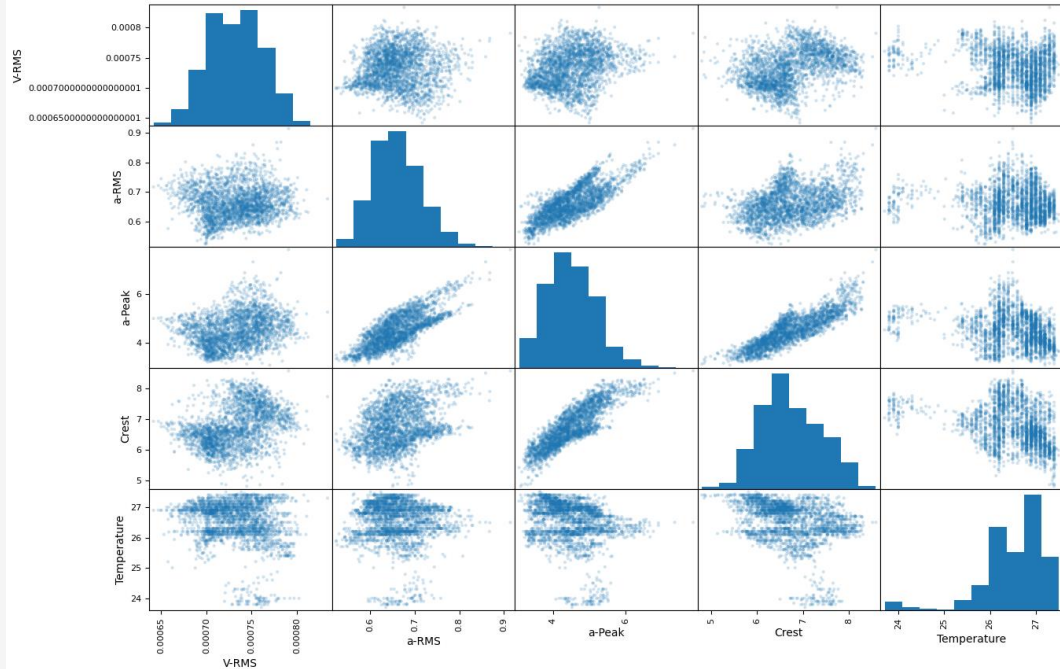 V-RMS
0.0008
0.00075
0.0007000000000000001
0.0006500000000000001
a-RMS
0.9
0.8
0.7
0.6
a-Peak
6
4
Crest
8
7
6
5
Temperature
27
26
25
24
0.00065 0.00070 0.00075 0.00080
V-RMS
0.6 0.7 0.8 0.9
a-RMS
4 6
a-Peak
5 6 7 8
Crest
24 25 26 27
Temperature